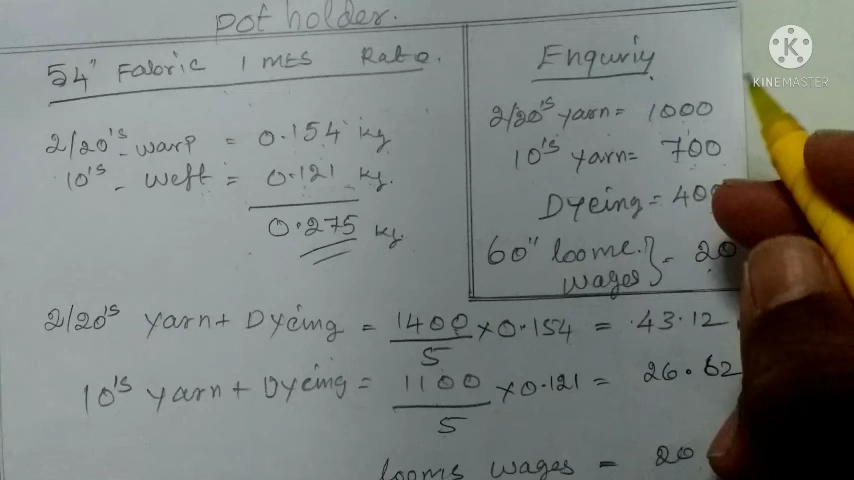 Pot holder.
54" Fabric 1 MES Rate.
2/20's - warp = 0.154 kg
10's - weft = 0.121 kg.
0.275 kg.
Enquriy
2/20's yarn = 1000
10's yarn = 700
Dyeing = 400
60" loome. wages } = 20
2/20's yarn + Dyeing = 1400/5 × 0.154 = 43.12
10's yarn + Dyeing = 1100/5 × 0.121 = 26.62
looms wages = 20
K
KINEMASTER